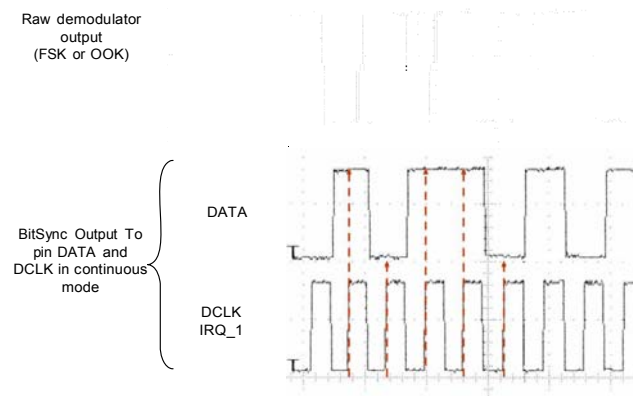 Raw demodulator
output
(FSK or OOK)
DATA
BitSync Output To
pin DATA and
DCLK in continuous
mode
DCLK
IRQ_1